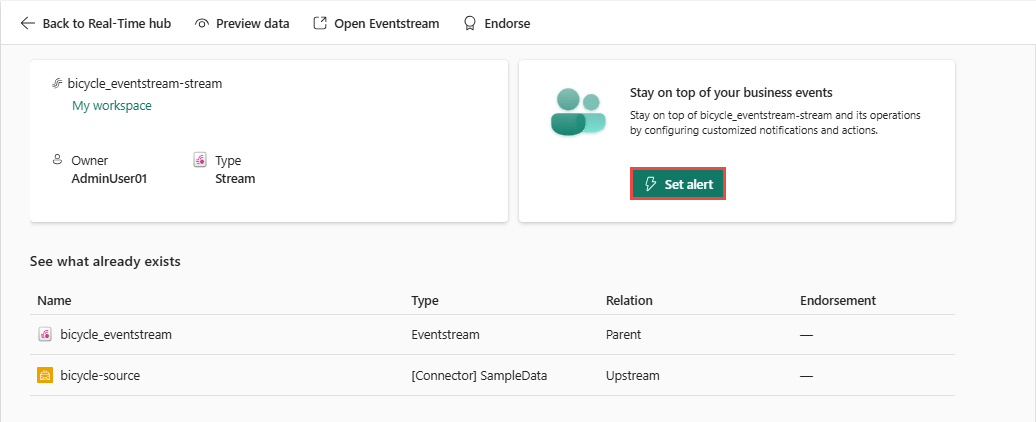 Back to Real-Time hub Preview data Open Eventstream Endorse
bicycle_eventstream-stream
My workspace
Owner Type
AdminUser01 Stream
Stay on top of your business events
Stay on top of bicycle_eventstream-stream and its operations
by configuring customized notifications and actions.
Set alert
See what already exists
Name Type Relation Endorsement
bicycle_eventstream Eventstream Parent —
bicycle-source [Connector] SampleData Upstream —